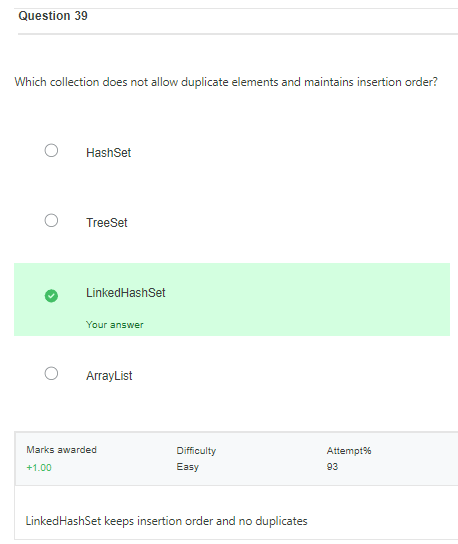 Question 39
Which collection does not allow duplicate elements and maintains insertion order?
HashSet
TreeSet
LinkedHashSet
Your answer
ArrayList
Marks awarded Difficulty Attempt%
+1.00 Easy 93
LinkedHashSet keeps insertion order and no duplicates